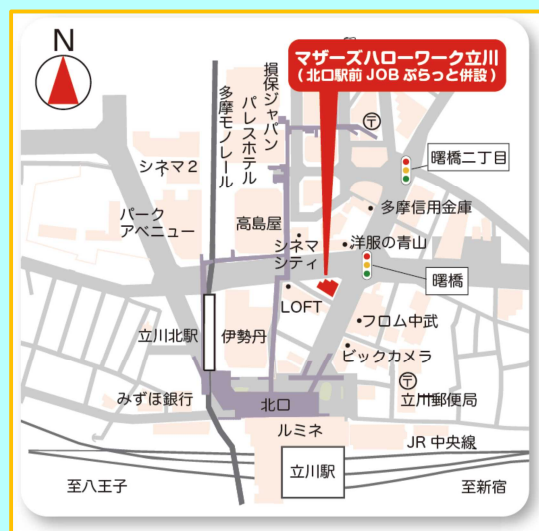 N
マザーズハローワーク立川
(北口駅前 JOB ぷらっと併設)
損保ジャパン
パレスホテル
多摩モノレール
〒
曙橋二丁目
シネマ2
多摩信用金庫
パーク
アベニュー
高島屋
シネマ
シティ
洋服の青山
曙橋
LOFT
立川北駅
伊勢丹
フロム中武
ビックカメラ
〒
みずほ銀行
北口
立川郵便局
ルミネ
JR 中央線
立川駅
至八王子
至新宿